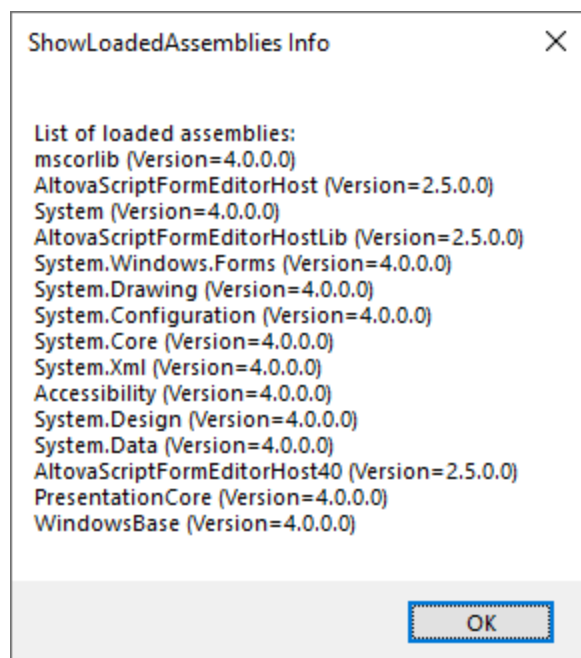 ShowLoadedAssemblies Info
List of loaded assemblies:
mscorlib (Version=4.0.0.0)
AltovaScriptFormEditorHost (Version=2.5.0.0)
System (Version=4.0.0.0)
AltovaScriptFormEditorHostLib (Version=2.5.0.0)
System.Windows.Forms (Version=4.0.0.0)
System.Drawing (Version=4.0.0.0)
System.Configuration (Version=4.0.0.0)
System.Core (Version=4.0.0.0)
System.Xml (Version=4.0.0.0)
Accessibility (Version=4.0.0.0)
System.Design (Version=4.0.0.0)
System.Data (Version=4.0.0.0)
AltovaScriptFormEditorHost40 (Version=2.5.0.0)
PresentationCore (Version=4.0.0.0)
WindowsBase (Version=4.0.0.0)
OK